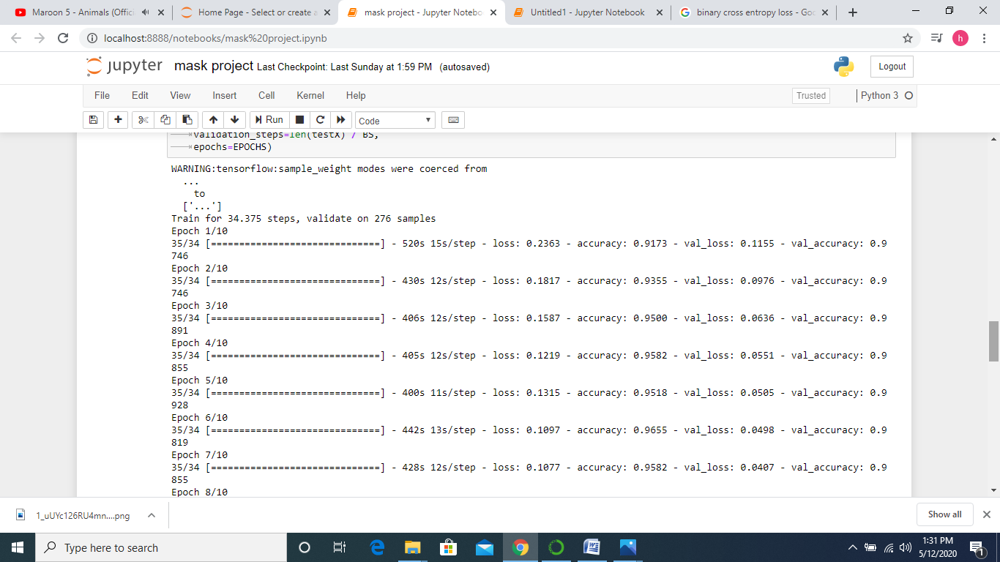 Maroon 5 - Animals (Offici
Home Page - Select or create a
mask project - Jupyter Notebo
Untitled1 - Jupyter Notebook
binary cross entropy loss - Goo
localhost:8888/notebooks/mask%20project.ipynb
h
jupyter mask project Last Checkpoint: Last Sunday at 1:59 PM (autosaved)
Logout
File Edit View Insert Cell Kernel Help
Trusted
Python 3
Run
Code
validation_steps=len(testX) / BS,
epochs=EPOCHS)
WARNING:tensorflow:sample_weight modes were coerced from
...
to
['...']
Train for 34.375 steps, validate on 276 samples
Epoch 1/10
35/34 [==============================] - 520s 15s/step - loss: 0.2363 - accuracy: 0.9173 - val_loss: 0.1155 - val_accuracy: 0.9
746
Epoch 2/10
35/34 [==============================] - 430s 12s/step - loss: 0.1817 - accuracy: 0.9355 - val_loss: 0.0976 - val_accuracy: 0.9
746
Epoch 3/10
35/34 [==============================] - 406s 12s/step - loss: 0.1587 - accuracy: 0.9500 - val_loss: 0.0636 - val_accuracy: 0.9
891
Epoch 4/10
35/34 [==============================] - 405s 12s/step - loss: 0.1219 - accuracy: 0.9582 - val_loss: 0.0551 - val_accuracy: 0.9
855
Epoch 5/10
35/34 [==============================] - 400s 11s/step - loss: 0.1315 - accuracy: 0.9518 - val_loss: 0.0505 - val_accuracy: 0.9
928
Epoch 6/10
35/34 [==============================] - 442s 13s/step - loss: 0.1097 - accuracy: 0.9655 - val_loss: 0.0498 - val_accuracy: 0.9
819
Epoch 7/10
35/34 [==============================] - 428s 12s/step - loss: 0.1077 - accuracy: 0.9582 - val_loss: 0.0407 - val_accuracy: 0.9
855
Epoch 8/10
1_uUYc126RU4mn....png
Show all
Type here to search
1:31 PM
5/12/2020
1